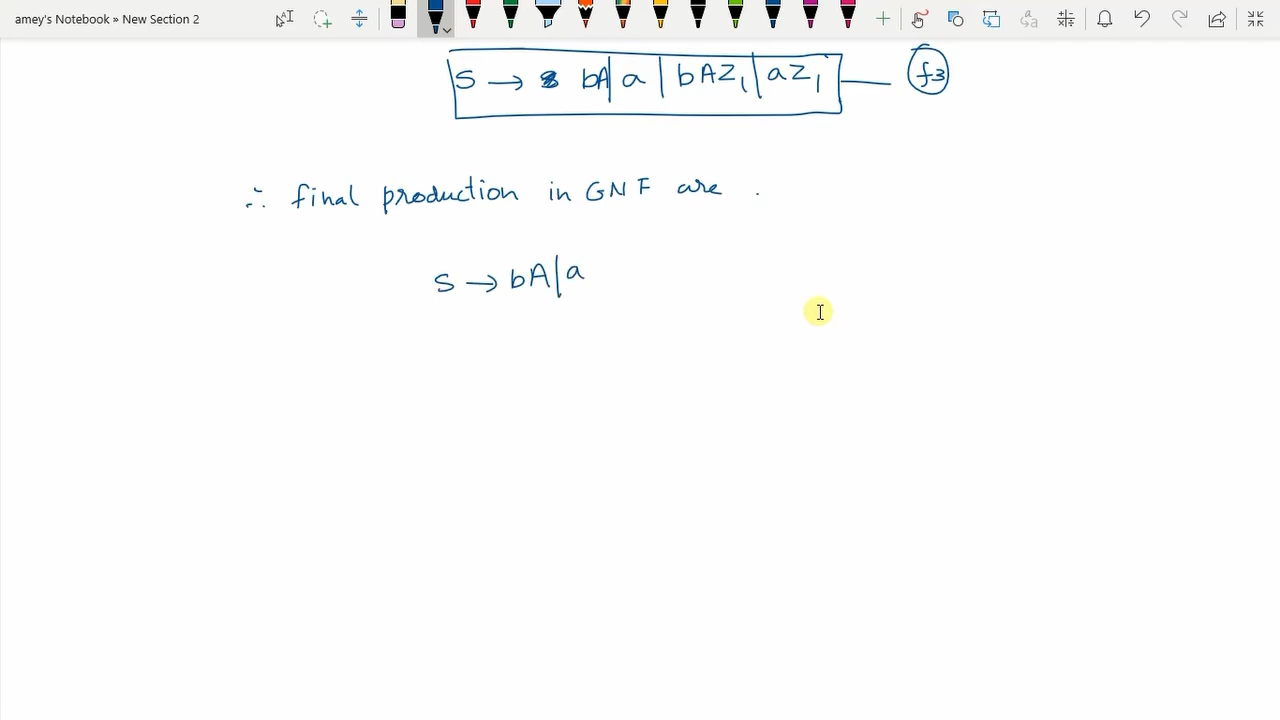 amey's Notebook » New Section 2
S → bA | a | bAZ₁ | aZ₁ — f3
∴ final production in GNF are .
S → bA | a